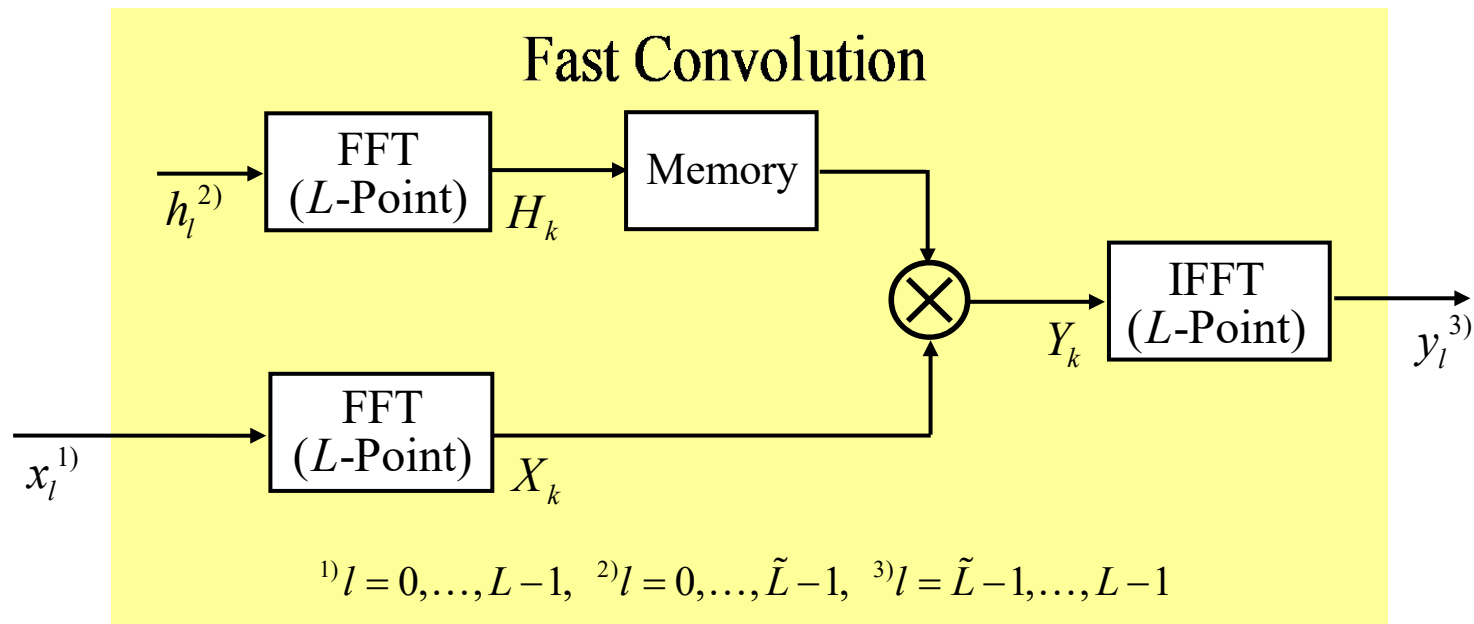 Fast Convolution
FFT
(L-Point)
Memory
h_l^{2)}
H_k
IFFT
(L-Point)
Y_k
y_l^{3)}
FFT
(L-Point)
x_l^{1)}
X_k
^{1)} l = 0,…, L − 1, ^{2)} l = 0,…, L̃ − 1, ^{3)} l = L̃ − 1,…, L − 1